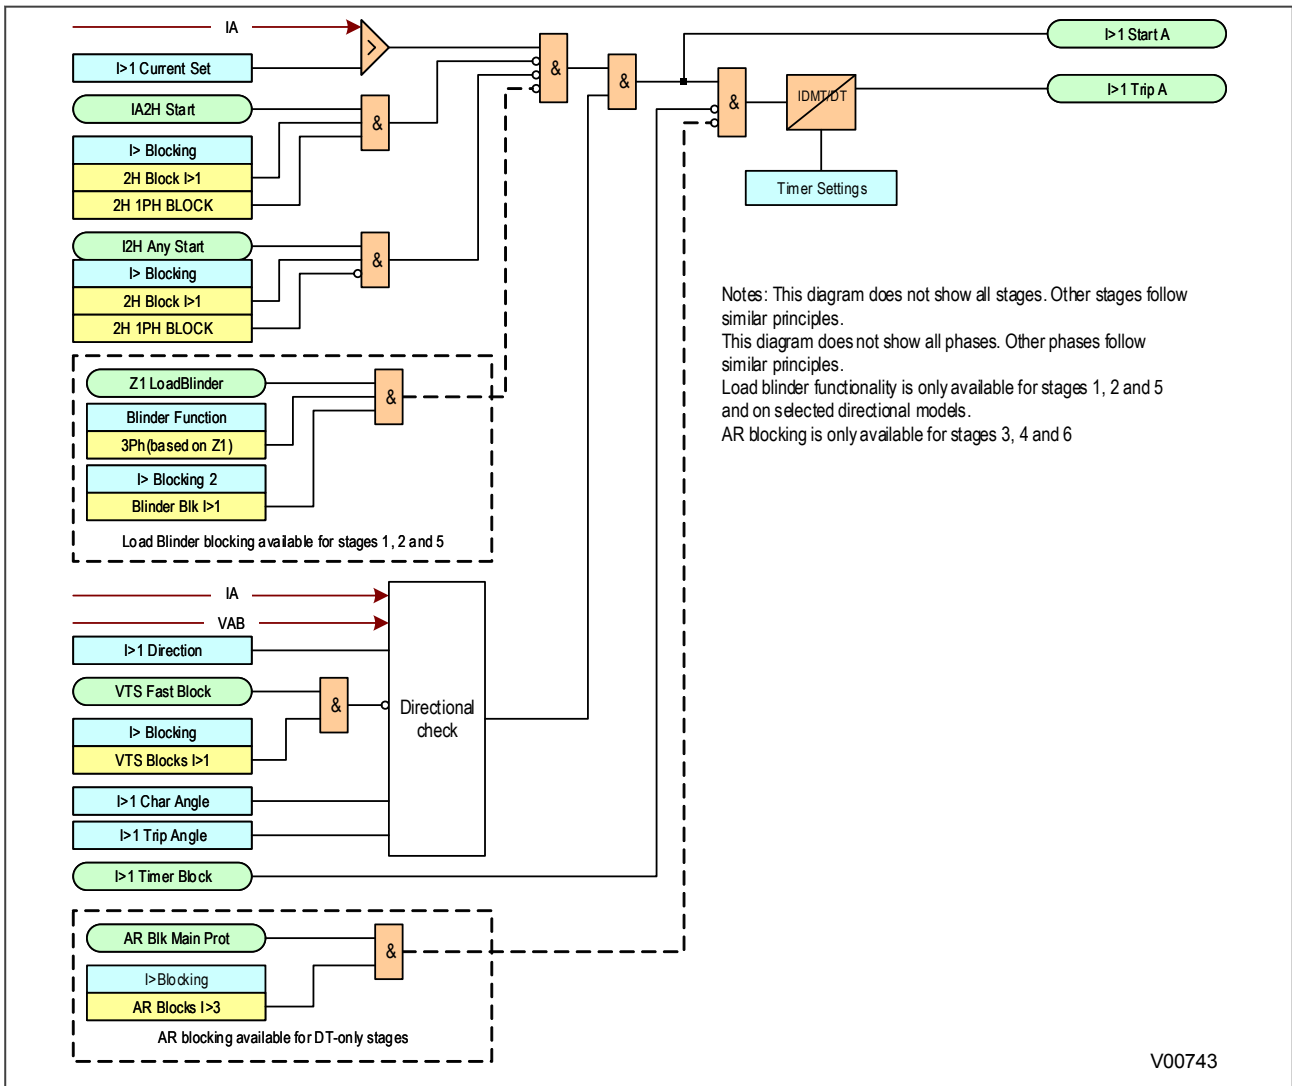 IA
I>1 Current Set
>
IA2H Start
&
I> Blocking
2H Block I>1
2H 1PH BLOCK
I2H Any Start
&
I> Blocking
2H Block I>1
2H 1PH BLOCK
Z1 LoadBlinder
&
Blinder Function
3Ph(based on Z1)
I> Blocking 2
Blinder Blk I>1
Load Blinder blocking available for stages 1, 2 and 5
IA
VAB
I>1 Direction
VTS Fast Block
&
I> Blocking
VTS Blocks I>1
I>1 Char Angle
I>1 Trip Angle
Directional
check
I>1 Timer Block
AR Blk Main Prot
&
I>Blocking
AR Blocks I>3
AR blocking available for DT-only stages
&
&
&
IDMT/DT
Timer Settings
I>1 Start A
I>1 Trip A
Notes: This diagram does not show all stages. Other stages follow
similar principles.
This diagram does not show all phases. Other phases follow
similar principles.
Load blinder functionality is only available for stages 1, 2 and 5
and on selected directional models.
AR blocking is only available for stages 3, 4 and 6
V00743